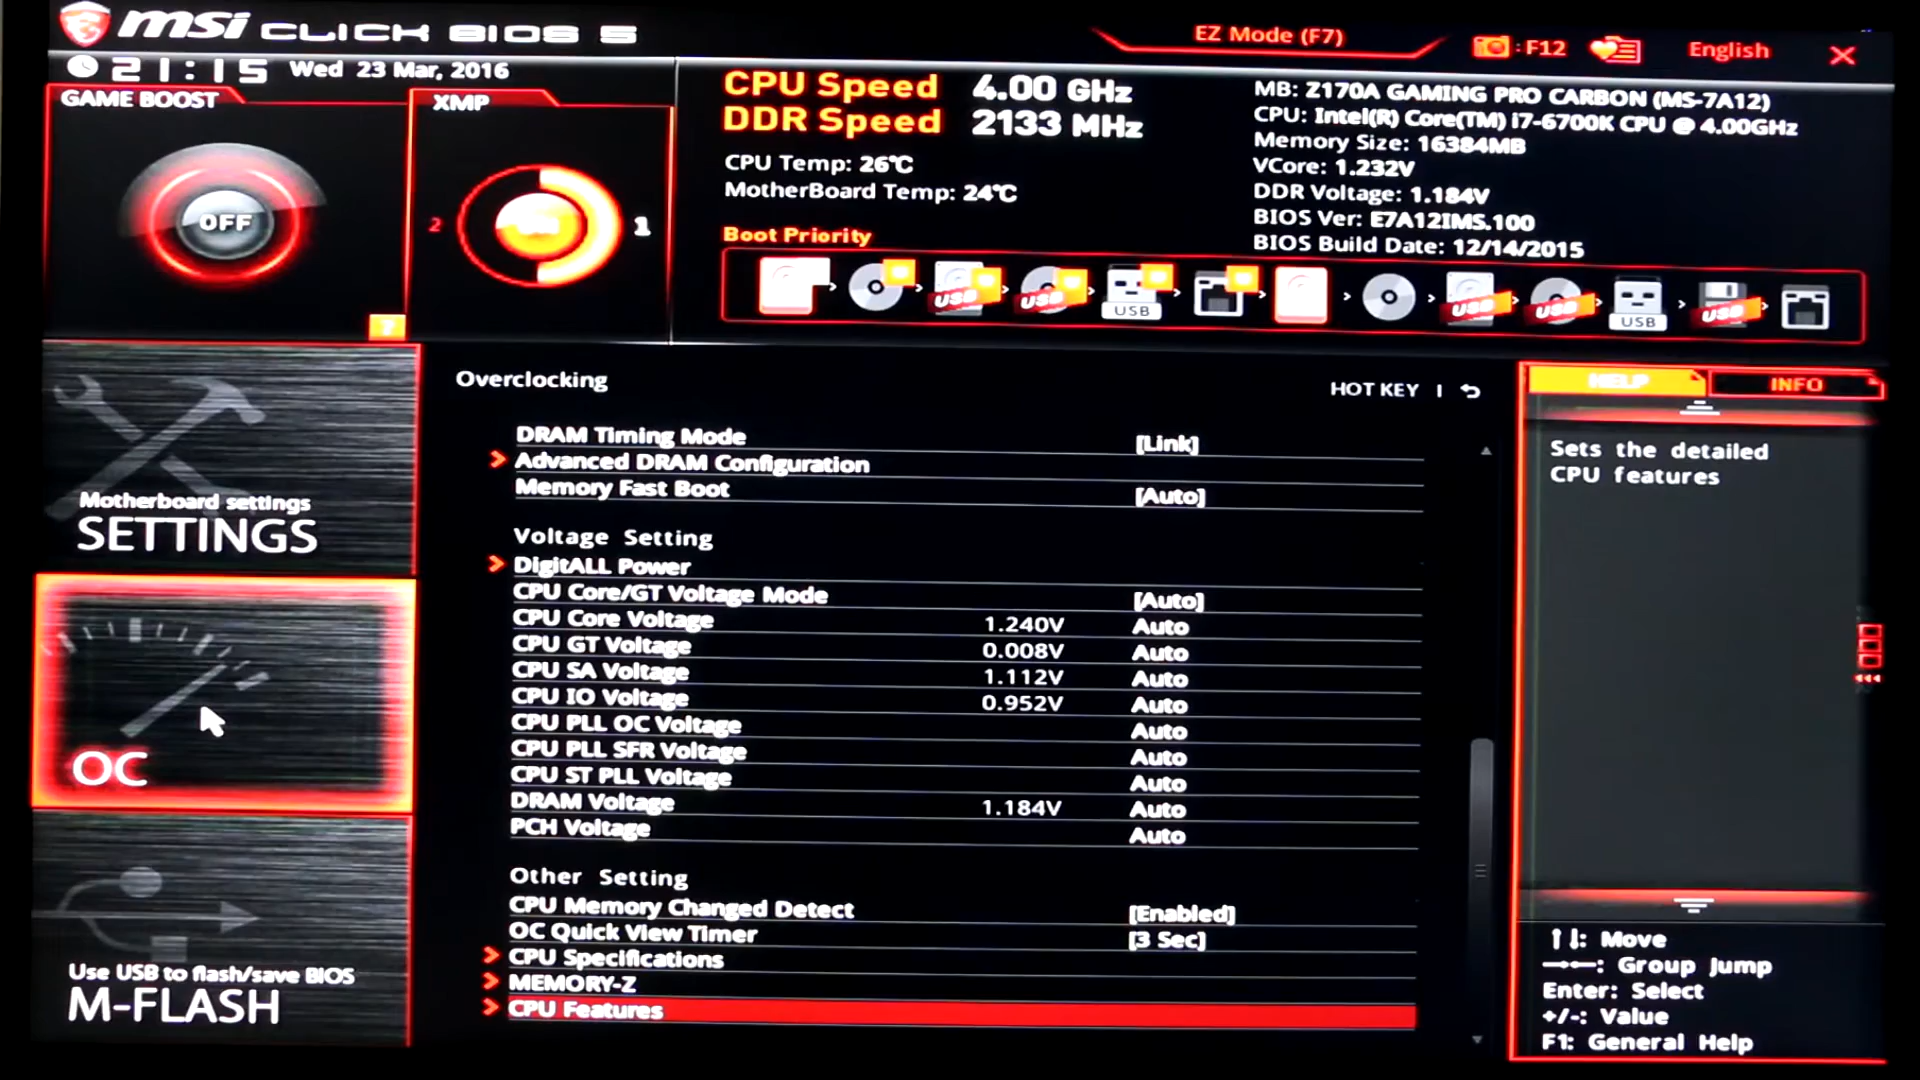 msi CLICK BIOS 5
EZ Mode (F7)
: F12
English
X
21:15 Wed 23 Mar, 2016
GAME BOOST
OFF
XMP
2
1
?
CPU Speed 4.00 GHz
DDR Speed 2133 MHz
CPU Temp: 26℃
MotherBoard Temp: 24℃
MB: Z170A GAMING PRO CARBON (MS-7A12)
CPU: Intel(R) Core(TM) i7-6700K CPU @ 4.00GHz
Memory Size: 16384MB
VCore: 1.232V
DDR Voltage: 1.184V
BIOS Ver: E7A12IMS.100
BIOS Build Date: 12/14/2015
Boot Priority
USB USB USB USB USB USB USB
Motherboard settings
SETTINGS
OC
Use USB to flash/save BIOS
M-FLASH
Overclocking
HOT KEY |
DRAM Timing Mode [Link]
> Advanced DRAM Configuration
Memory Fast Boot [Auto]
Voltage Setting
> DigitALL Power
CPU Core/GT Voltage Mode [Auto]
CPU Core Voltage 1.240V Auto
CPU GT Voltage 0.008V Auto
CPU SA Voltage 1.112V Auto
CPU IO Voltage 0.952V Auto
CPU PLL OC Voltage Auto
CPU PLL SFR Voltage Auto
CPU ST PLL Voltage Auto
DRAM Voltage 1.184V Auto
PCH Voltage Auto
Other Setting
CPU Memory Changed Detect [Enabled]
OC Quick View Timer [3 Sec]
> CPU Specifications
> MEMORY-Z
> CPU Features
HELP
INFO
Sets the detailed
CPU features
↑↓: Move
→←: Group Jump
Enter: Select
+/-: Value
F1: General Help